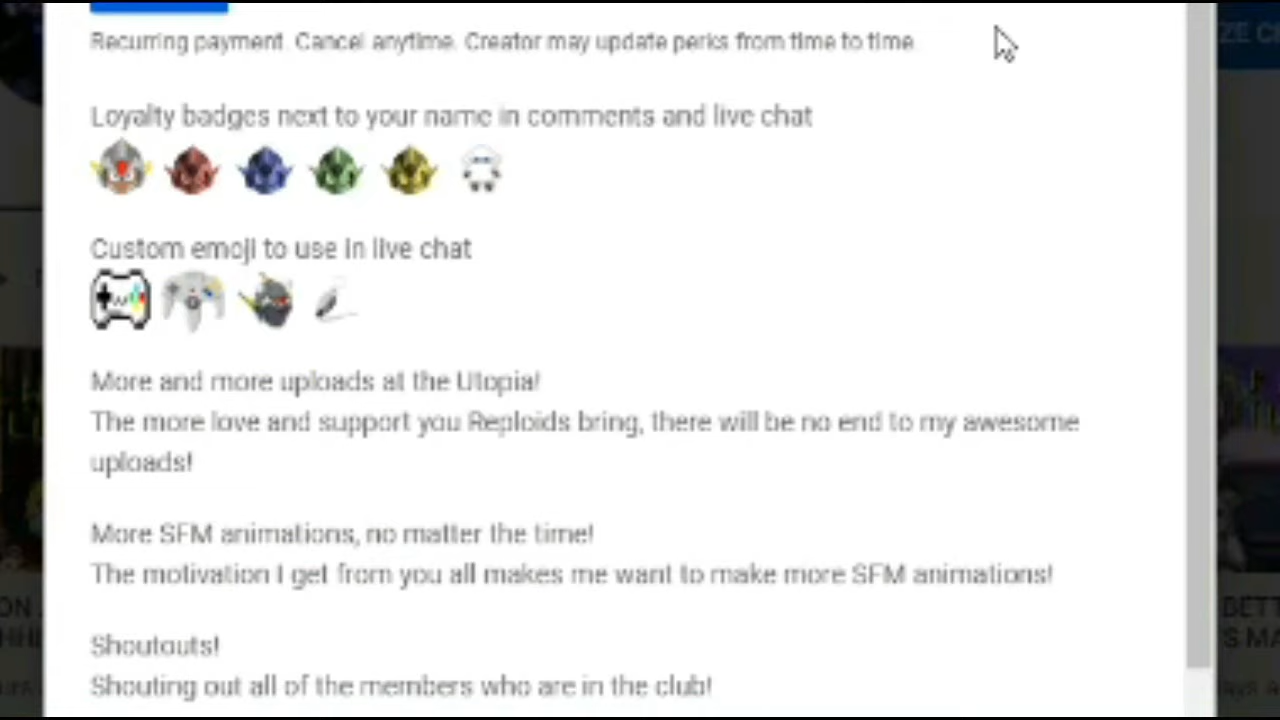 Recurring payment. Cancel anytime. Creator may update perks from time to time.
Loyalty badges next to your name in comments and live chat
Custom emoji to use in live chat
More and more uploads at the Utopia!
The more love and support you Reploids bring, there will be no end to my awesome
uploads!
More SFM animations, no matter the time!
The motivation I get from you all makes me want to make more SFM animations!
Shoutouts!
Shouting out all of the members who are in the club!